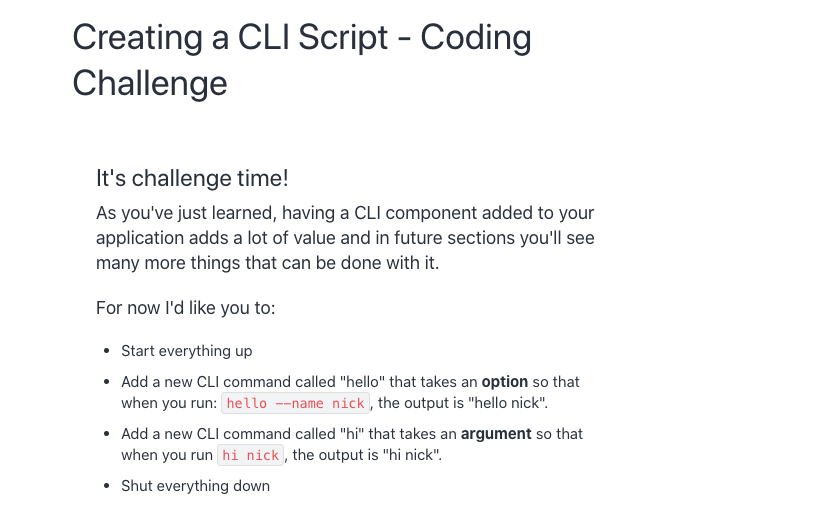 Creating a CLI Script - Coding
Challenge
It's challenge time!
As you've just learned, having a CLI component added to your
application adds a lot of value and in future sections you'll see
many more things that can be done with it.
For now I'd like you to:
• Start everything up
• Add a new CLI command called "hello" that takes an option so that
when you run: hello --name nick, the output is "hello nick".
• Add a new CLI command called "hi" that takes an argument so that
when you run hi nick, the output is "hi nick".
• Shut everything down